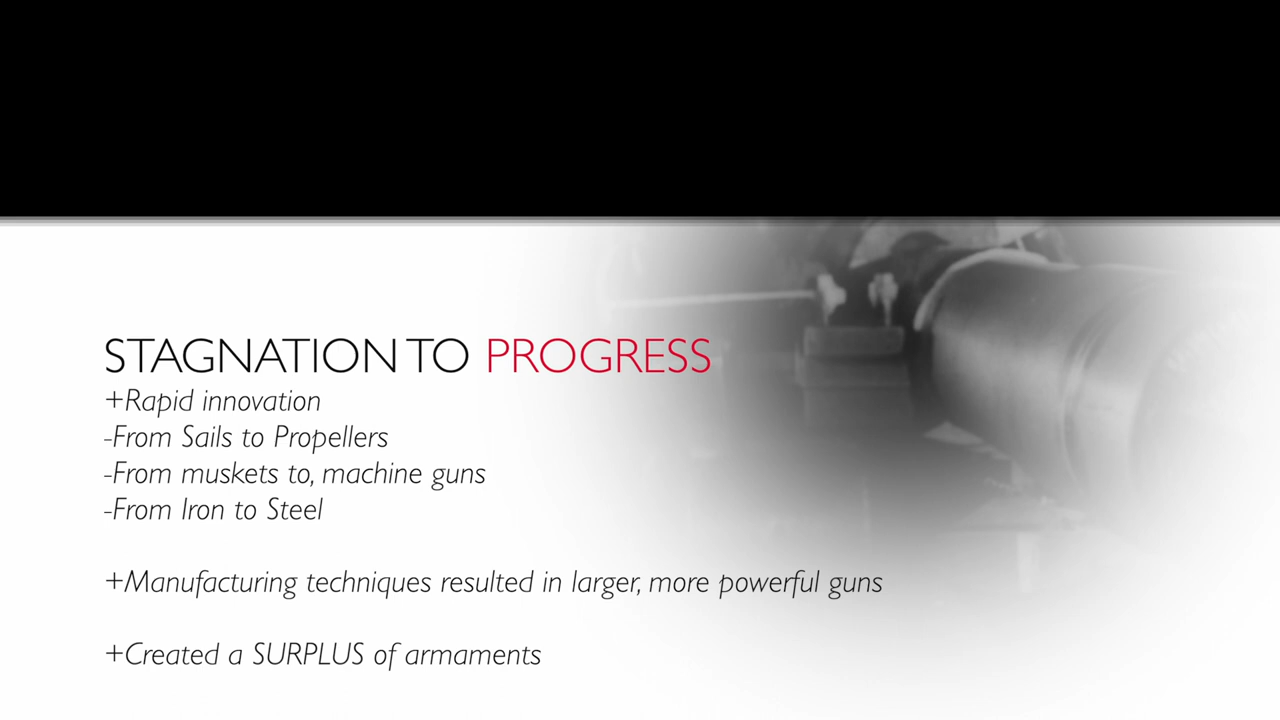 STAGNATION TO PROGRESS
+Rapid innovation
-From Sails to Propellers
-From muskets to, machine guns
-From Iron to Steel
+Manufacturing techniques resulted in larger, more powerful guns
+Created a SURPLUS of armaments